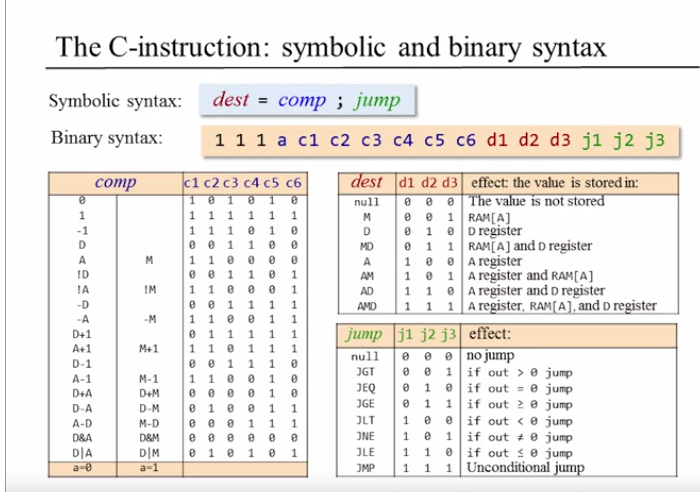 The C-instruction: symbolic and binary syntax
Symbolic syntax: dest = comp ; jump
Binary syntax: 1 1 1 a c1 c2 c3 c4 c5 c6 d1 d2 d3 j1 j2 j3
comp c1 c2 c3 c4 c5 c6
0 1 0 1 0 1 0
1 1 1 1 1 1 1
-1 1 1 1 0 1 0
D 0 0 1 1 0 0
A M 1 1 0 0 0 0
!D 0 0 1 1 0 1
!A !M 1 1 0 0 0 1
-D 0 0 1 1 1 1
-A -M 1 1 0 0 1 1
D+1 0 1 1 1 1 1
A+1 M+1 1 1 0 1 1 1
D-1 0 0 1 1 1 0
A-1 M-1 1 1 0 0 1 0
D+A D+M 0 0 0 0 1 0
D-A D-M 0 1 0 0 1 1
A-D M-D 0 0 0 1 1 1
D&A D&M 0 0 0 0 0 0
D|A D|M 0 1 0 1 0 1
a=0 a=1
dest d1 d2 d3 effect: the value is stored in:
null 0 0 0 The value is not stored
M 0 0 1 RAM[A]
D 0 1 0 D register
MD 0 1 1 RAM[A] and D register
A 1 0 0 A register
AM 1 0 1 A register and RAM[A]
AD 1 1 0 A register and D register
AMD 1 1 1 A register, RAM[A], and D register
jump j1 j2 j3 effect:
null 0 0 0 no jump
JGT 0 0 1 if out > 0 jump
JEQ 0 1 0 if out = 0 jump
JGE 0 1 1 if out ≥ 0 jump
JLT 1 0 0 if out < 0 jump
JNE 1 0 1 if out ≠ 0 jump
JLE 1 1 0 if out ≤ 0 jump
JMP 1 1 1 Unconditional jump